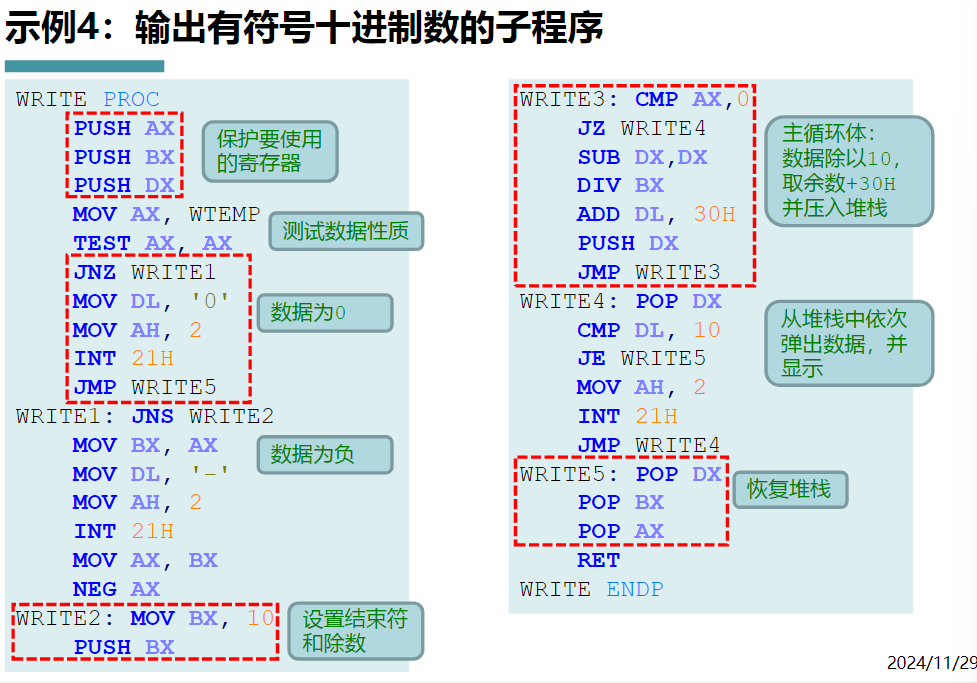 示例4：输出有符号十进制数的子程序
WRITE PROC
PUSH AX
PUSH BX
PUSH DX
保护要使用
的寄存器
MOV AX, WTEMP
TEST AX, AX
测试数据性质
JNZ WRITE1
MOV DL, '0'
MOV AH, 2
INT 21H
JMP WRITE5
数据为0
WRITE1: JNS WRITE2
MOV BX, AX
MOV DL, '-'
MOV AH, 2
INT 21H
MOV AX, BX
NEG AX
数据为负
WRITE2: MOV BX, 10
PUSH BX
设置结束符
和除数
WRITE3: CMP AX,0
JZ WRITE4
SUB DX,DX
DIV BX
ADD DL, 30H
PUSH DX
JMP WRITE3
主循环体：
数据除以10，
取余数+30H
并压入堆栈
WRITE4: POP DX
CMP DL, 10
JE WRITE5
MOV AH, 2
INT 21H
JMP WRITE4
从堆栈中依次
弹出数据，并
显示
WRITE5: POP DX
POP BX
POP AX
恢复堆栈
RET
WRITE ENDP
2024/11/29